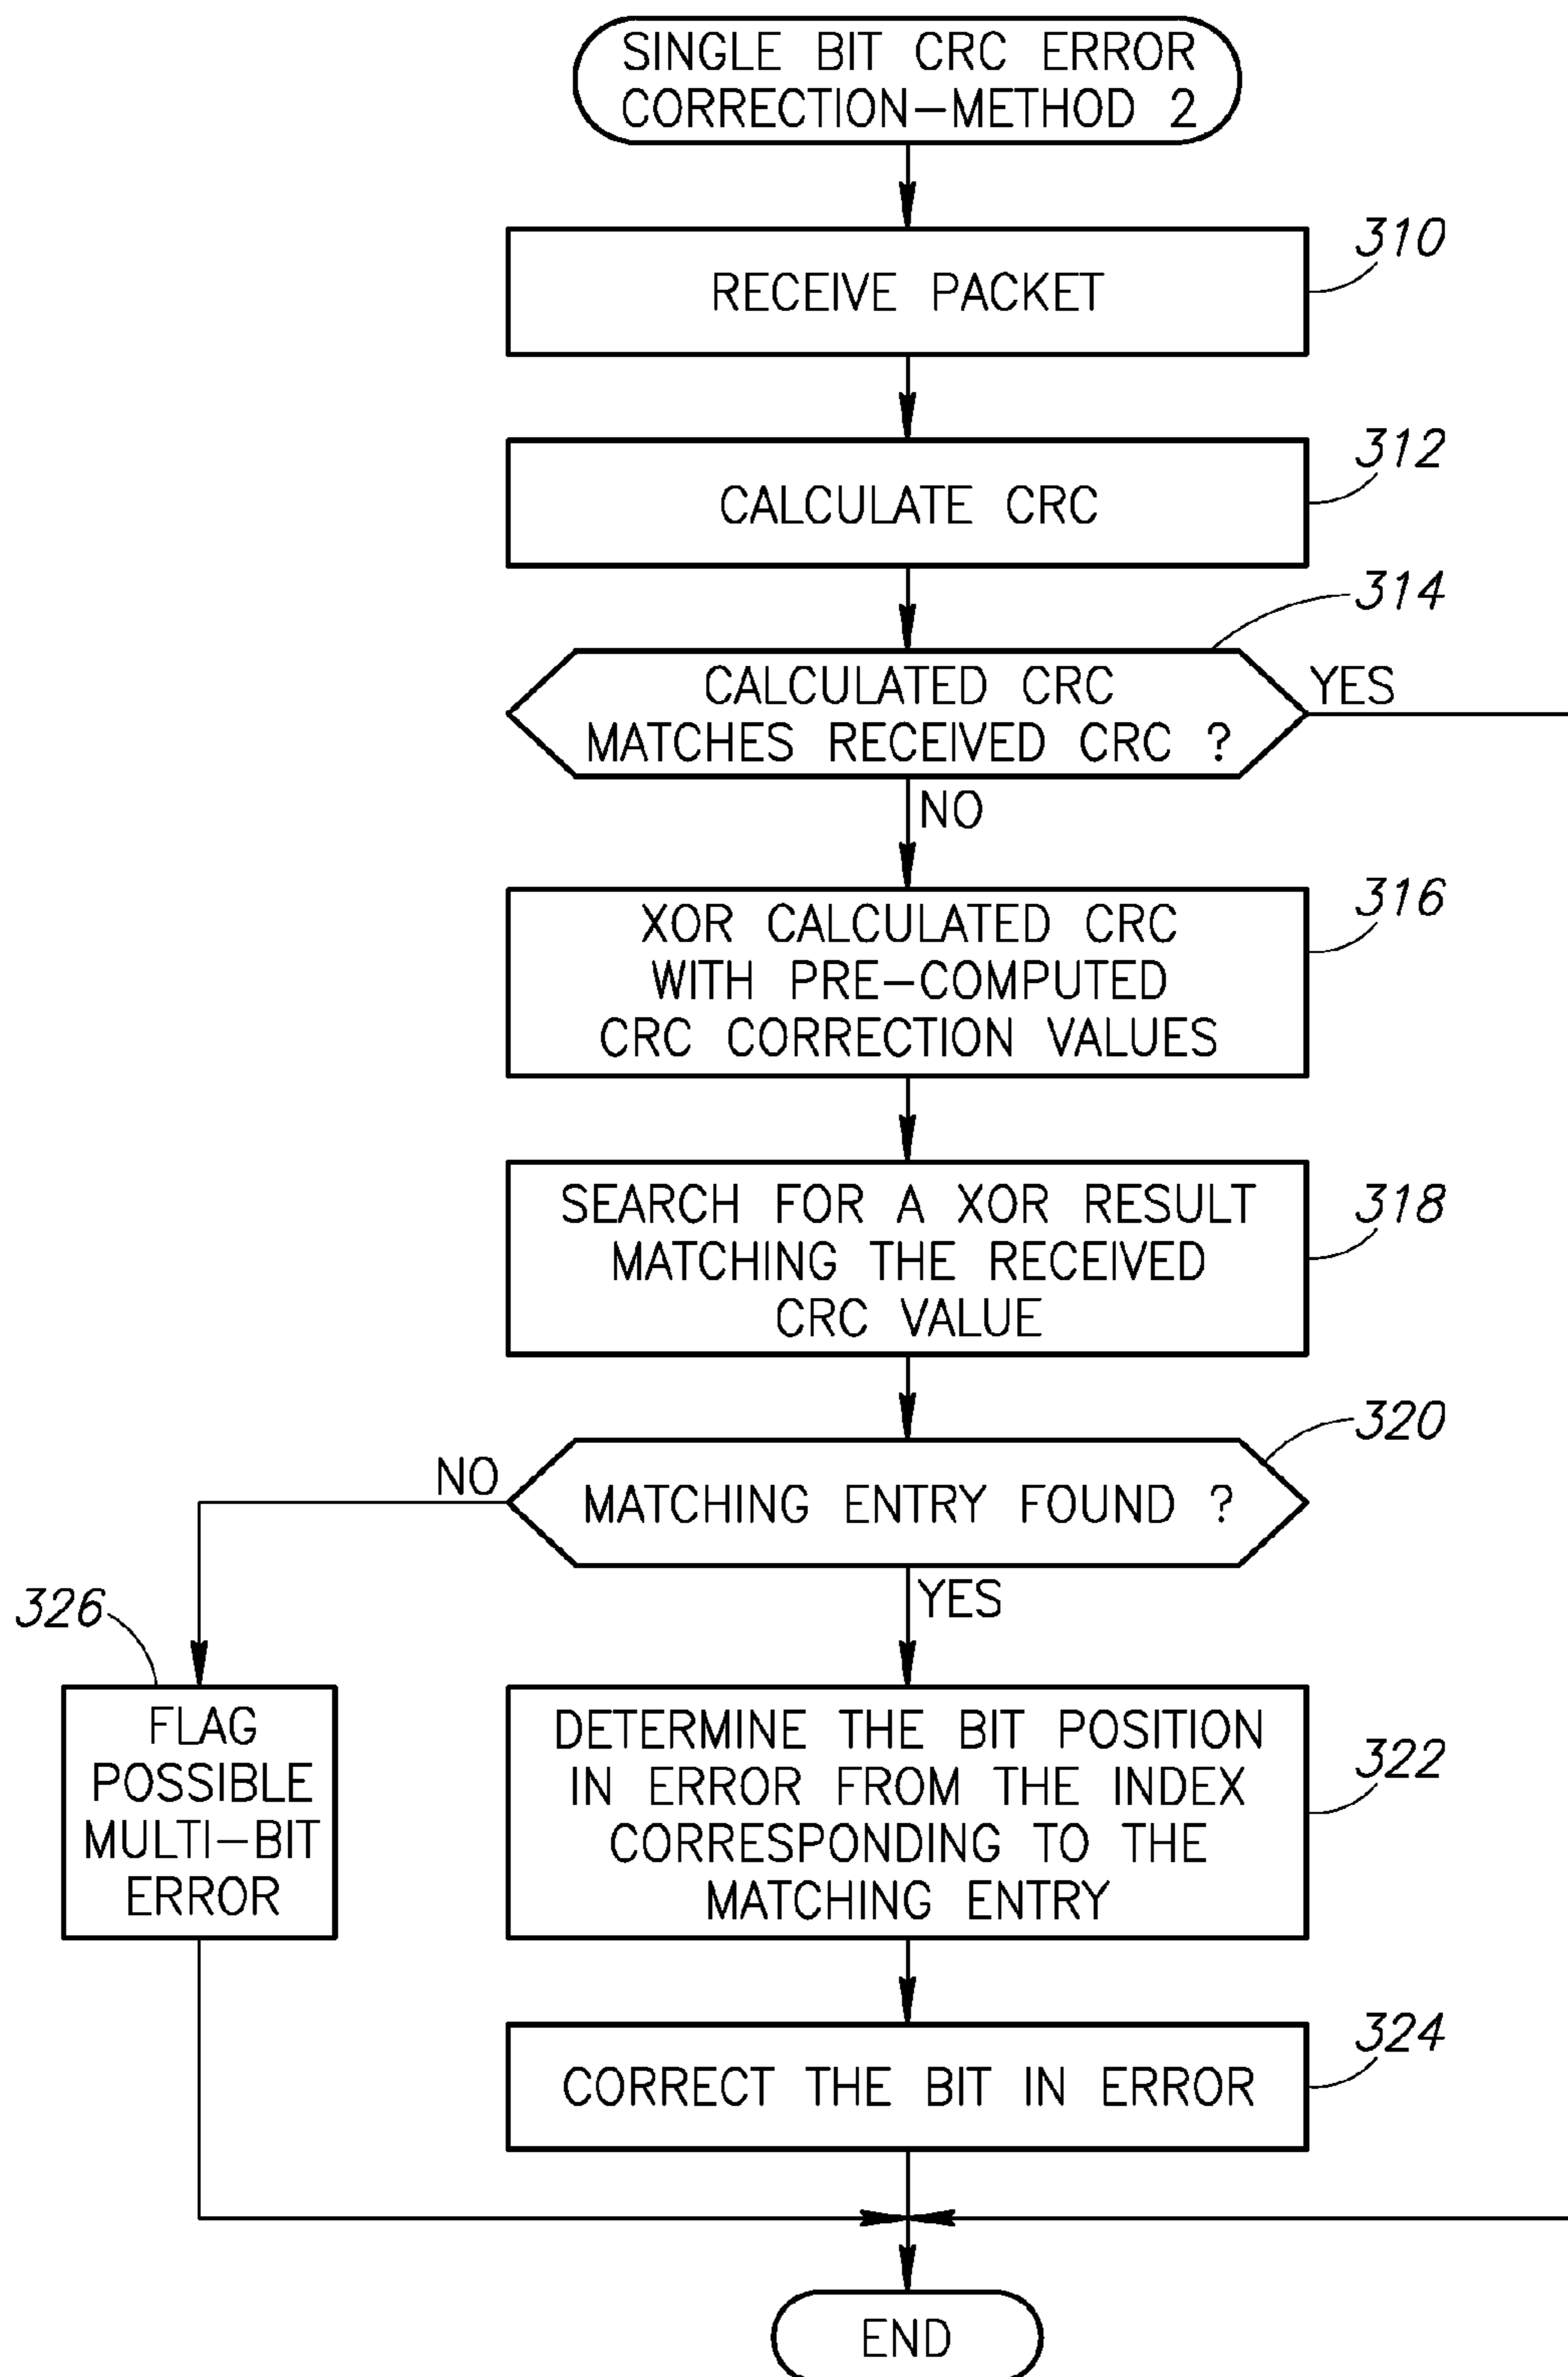 SINGLE BIT CRC ERROR
CORRECTION-METHOD 2
310
RECEIVE PACKET
312
CALCULATE CRC
314
CALCULATED CRC
MATCHES RECEIVED CRC ?
YES
NO
316
XOR CALCULATED CRC
WITH PRE-COMPUTED
CRC CORRECTION VALUES
318
SEARCH FOR A XOR RESULT
MATCHING THE RECEIVED
CRC VALUE
320
NO
MATCHING ENTRY FOUND ?
YES
326
FLAG
POSSIBLE
MULTI-BIT
ERROR
322
DETERMINE THE BIT POSITION
IN ERROR FROM THE INDEX
CORRESPONDING TO THE
MATCHING ENTRY
324
CORRECT THE BIT IN ERROR
END